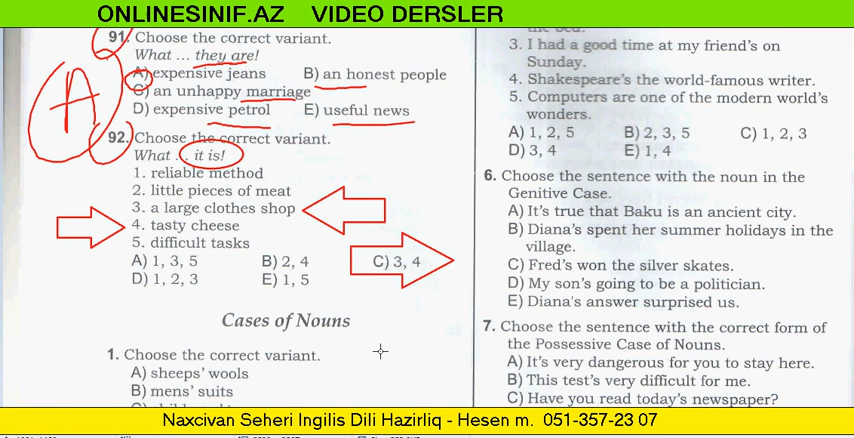 ONLINESINIF.AZ VIDEO DERSLER
91. Choose the correct variant.
What ... they are!
A) expensive jeans B) an honest people
C) an unhappy marriage
D) expensive petrol E) useful news
A
92. Choose the correct variant.
What ... it is!
1. reliable method
2. little pieces of meat
3. a large clothes shop
4. tasty cheese
5. difficult tasks
A) 1, 3, 5 B) 2, 4 C) 3, 4
D) 1, 2, 3 E) 1, 5
Cases of Nouns
1. Choose the correct variant.
A) sheeps' wools
B) mens' suits
3. I had a good time at my friend's on
Sunday.
4. Shakespeare's the world-famous writer.
5. Computers are one of the modern world's
wonders.
A) 1, 2, 5 B) 2, 3, 5 C) 1, 2, 3
D) 3, 4 E) 1, 4
6. Choose the sentence with the noun in the
Genitive Case.
A) It's true that Baku is an ancient city.
B) Diana's spent her summer holidays in the
village.
C) Fred's won the silver skates.
D) My son's going to be a politician.
E) Diana's answer surprised us.
7. Choose the sentence with the correct form of
the Possessive Case of Nouns.
A) It's very dangerous for you to stay here.
B) This test's very difficult for me.
C) Have you read today's newspaper?
Naxcivan Seheri Ingilis Dili Hazirliq - Hesen m. 051-357-23 07